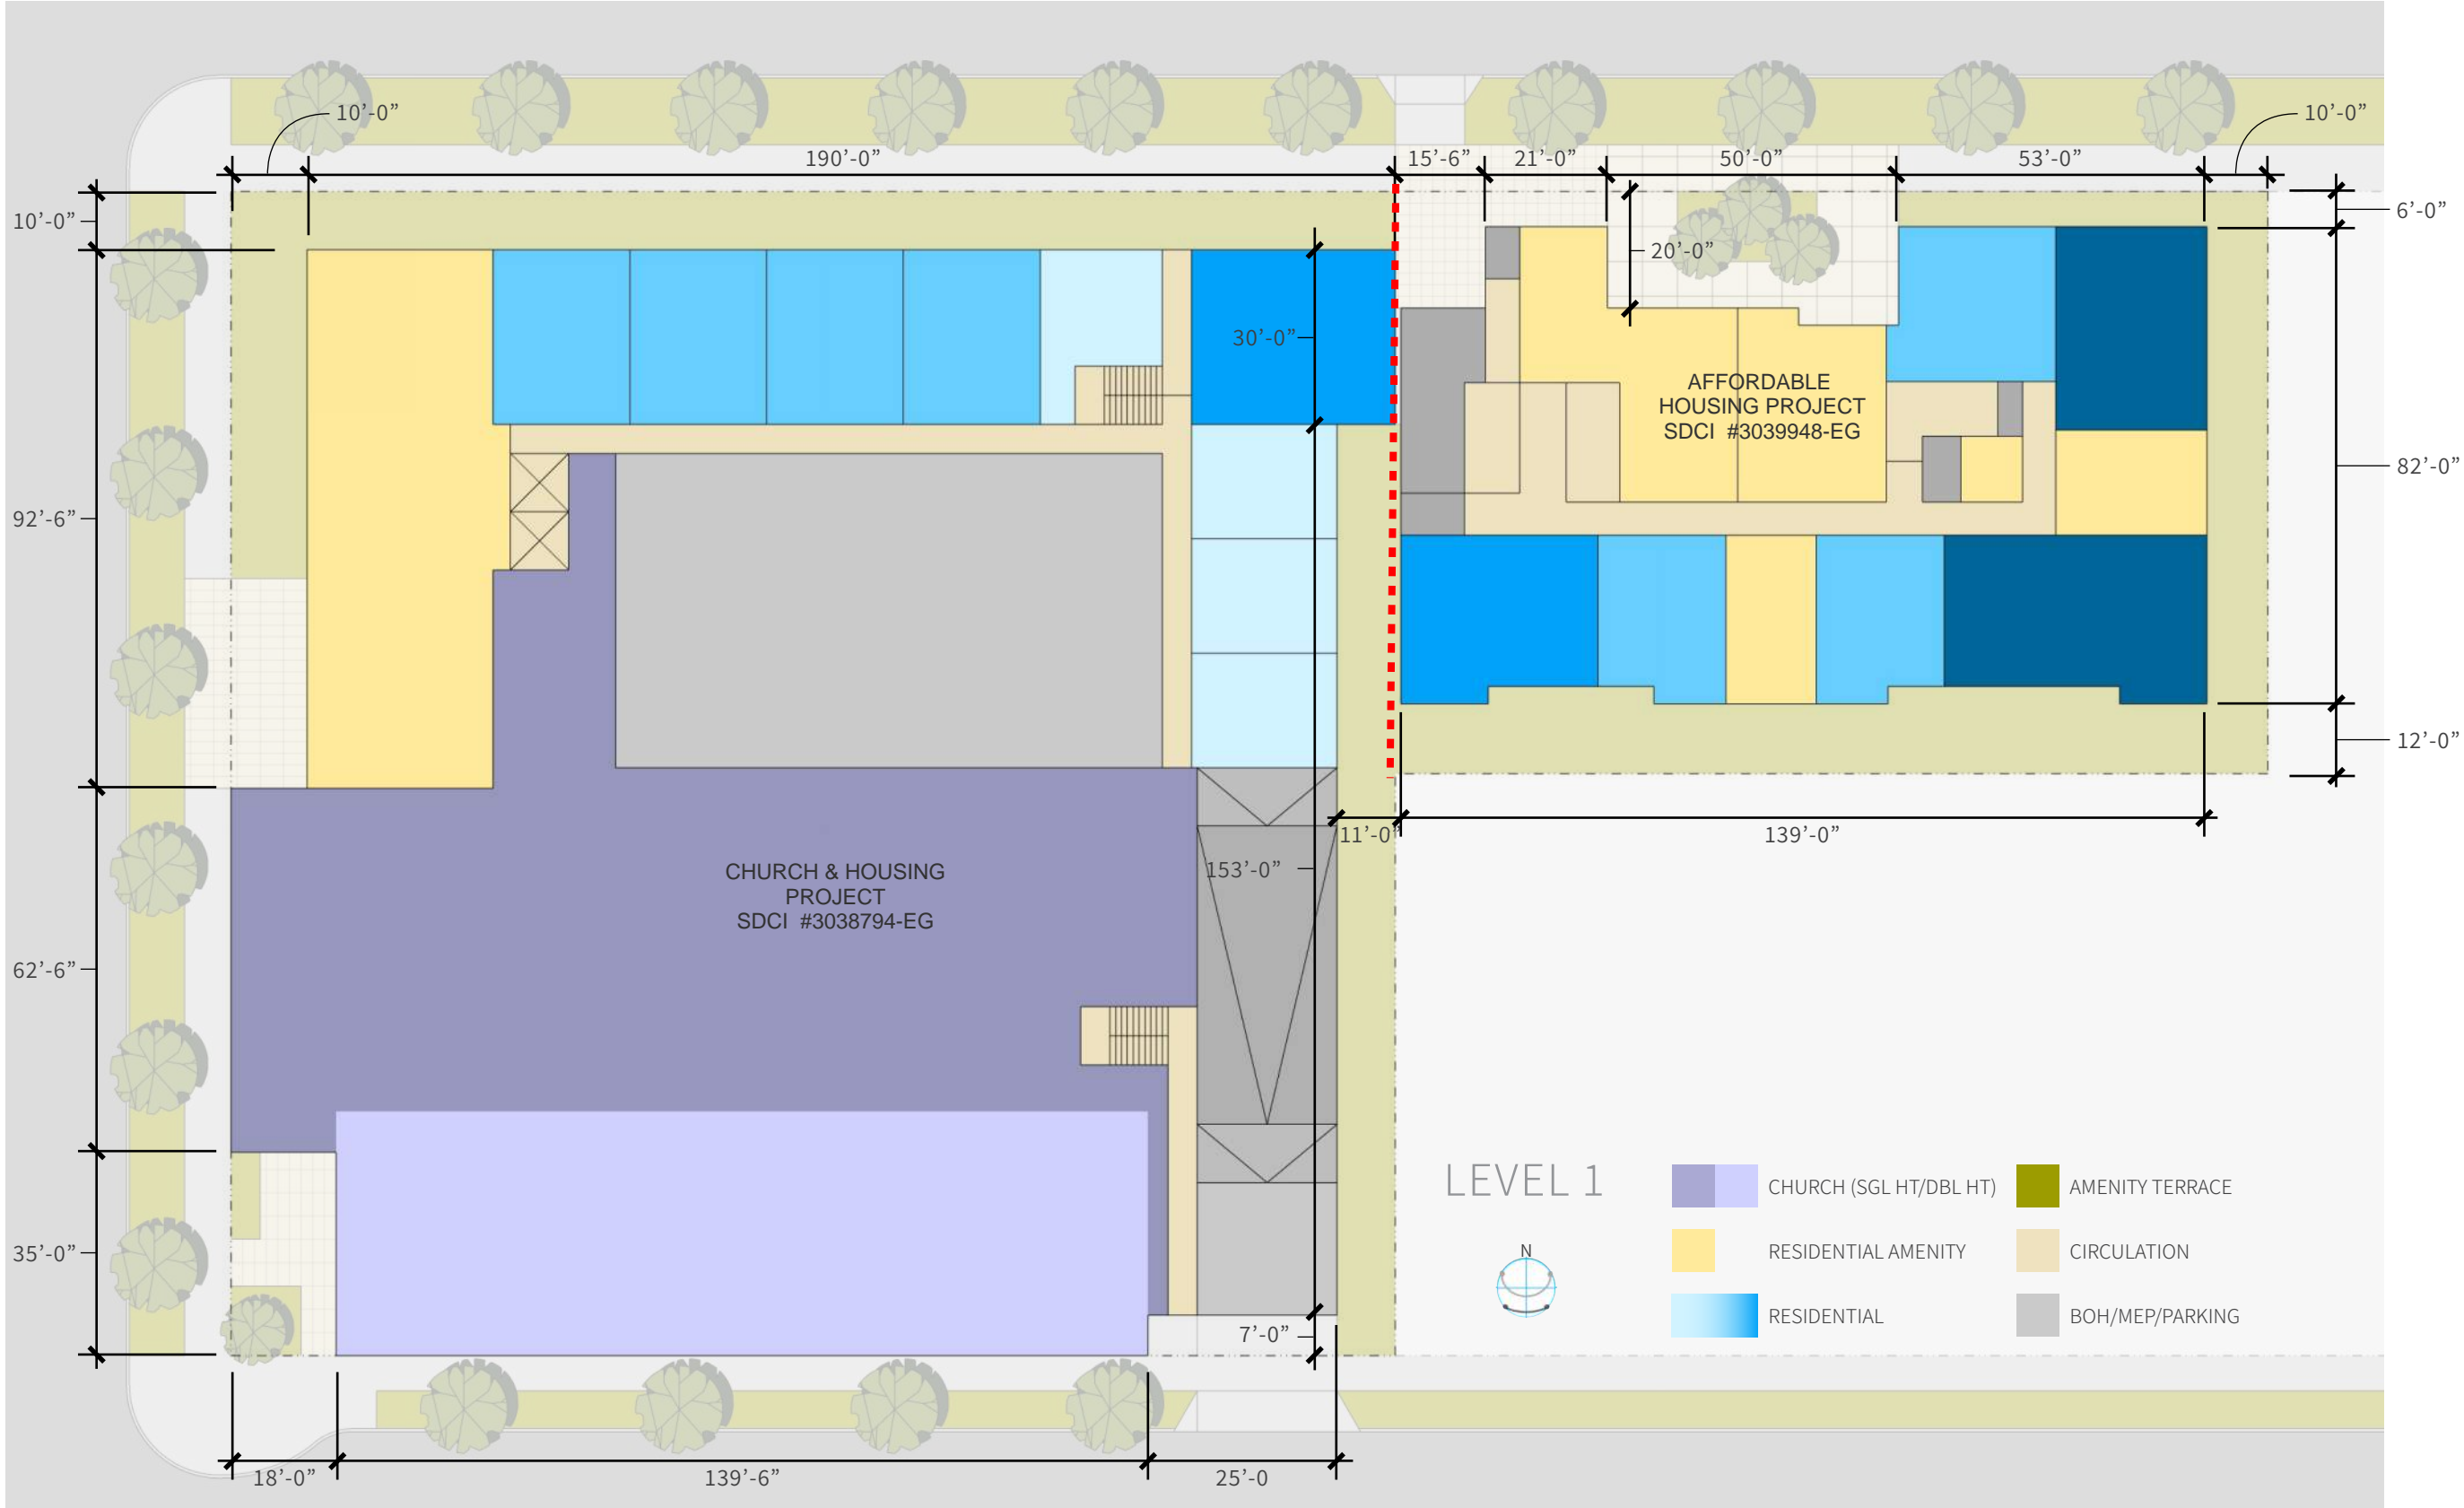 10’-0”
10’-0”
190’-0”
15’-6”
21’-0”
50’-0”
53’-0”
10’-0”
6’-0”
20’-0”
30’-0”
AFFORDABLE
HOUSING PROJECT
SDCI #3039948-EG
82’-0”
92’-6”
12’-0”
11’-0”
139’-0”
CHURCH & HOUSING
PROJECT
SDCI #3038794-EG
153’-0”
62’-6”
LEVEL 1
N
CHURCH (SGL HT/DBL HT)
AMENITY TERRACE
RESIDENTIAL AMENITY
CIRCULATION
RESIDENTIAL
BOH/MEP/PARKING
35’-0”
7’-0”
18’-0”
139’-6”
25’-0